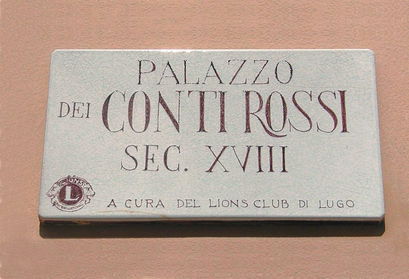 PALAZZO
DEI CONTI ROSSI
SEC. XVIII
L
A CURA DEL LIONS CLUB DI LUGO